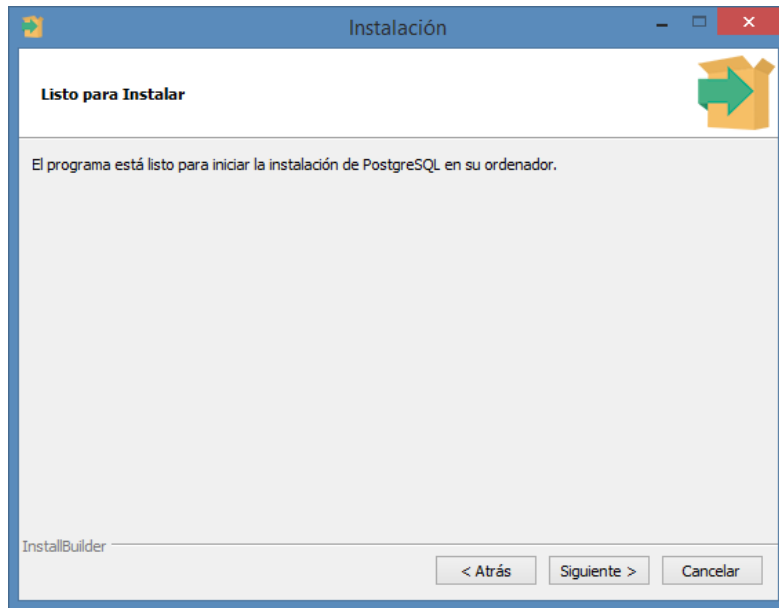 Instalación
Listo para Instalar
El programa está listo para iniciar la instalación de PostgreSQL en su ordenador.
InstallBuilder
< Atrás Siguiente > Cancelar